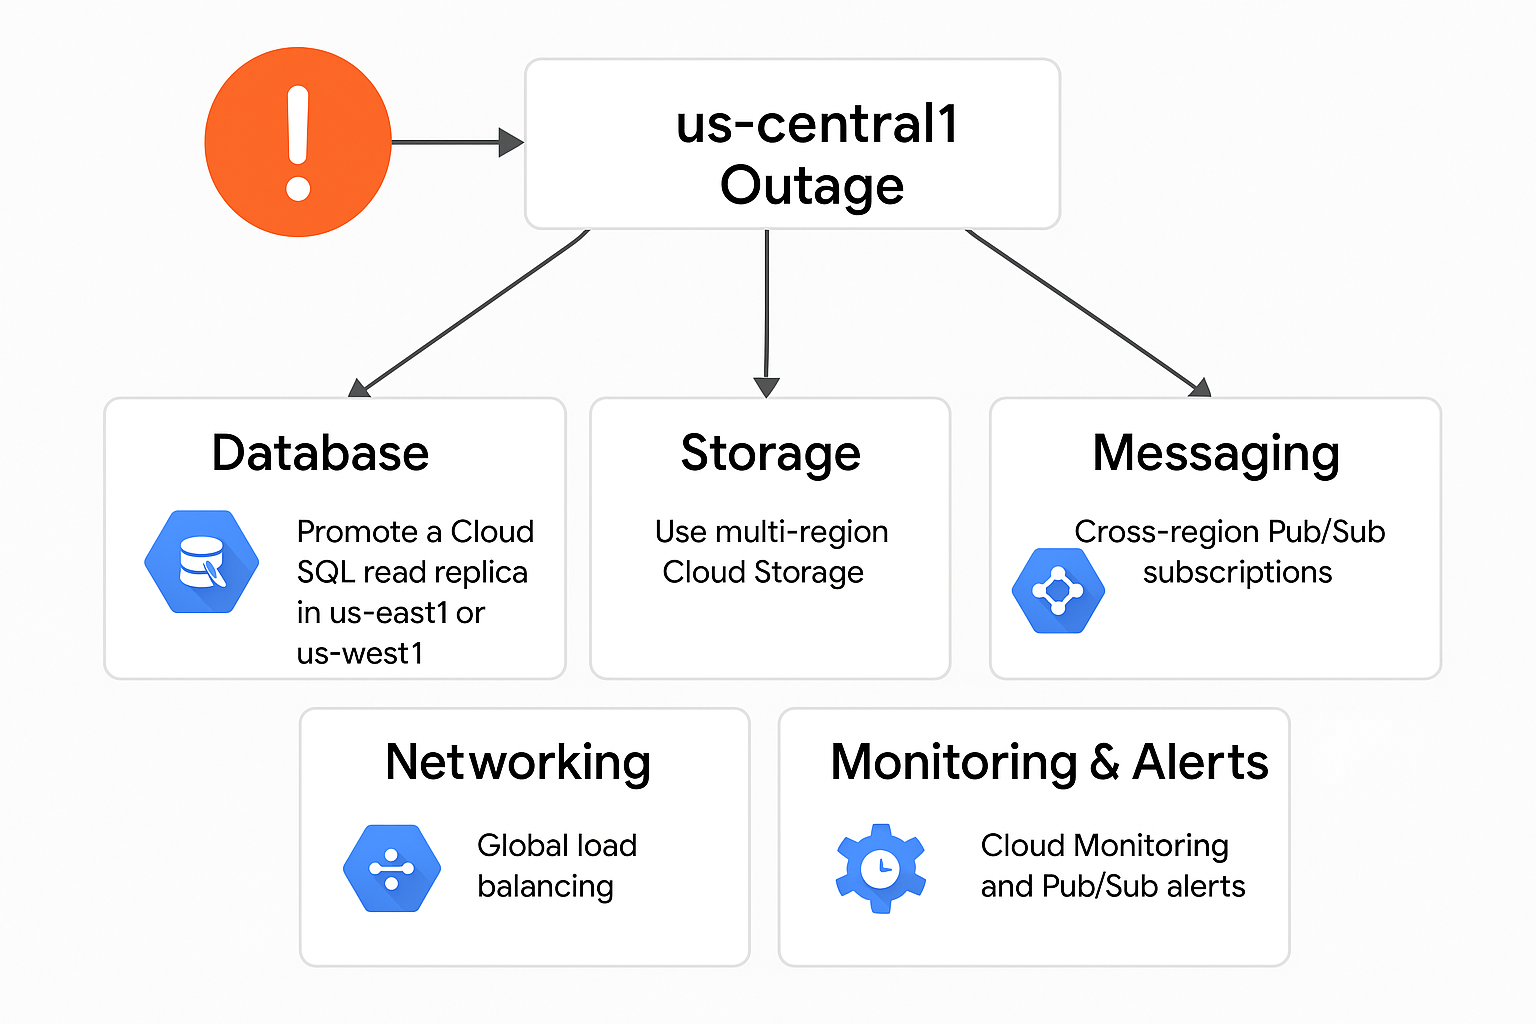 us-central1
Outage
Database
Promote a Cloud
SQL read replica
in us-east1 or
us-west1
Storage
Use multi-region
Cloud Storage
Messaging
Cross-region Pub/Sub
subscriptions
Networking
Global load
balancing
Monitoring & Alerts
Cloud Monitoring
and Pub/Sub alerts